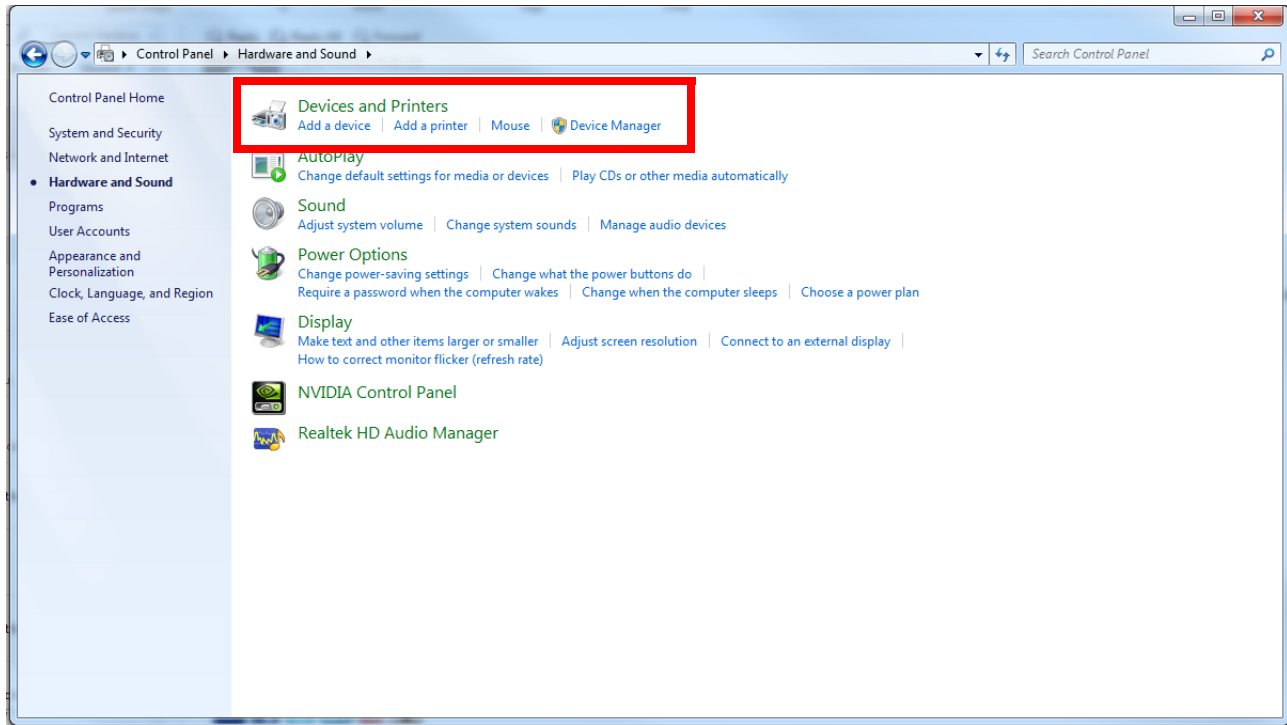 Control Panel Hardware and Sound
Search Control Panel
Control Panel Home
System and Security
Network and Internet
Hardware and Sound
Programs
User Accounts
Appearance and
Personalization
Clock, Language, and Region
Ease of Access
Devices and Printers
Add a device Add a printer Mouse Device Manager
AutoPlay
Change default settings for media or devices Play CDs or other media automatically
Sound
Adjust system volume Change system sounds Manage audio devices
Power Options
Change power-saving settings Change what the power buttons do
Require a password when the computer wakes Change when the computer sleeps Choose a power plan
Display
Make text and other items larger or smaller Adjust screen resolution Connect to an external display
How to correct monitor flicker (refresh rate)
NVIDIA Control Panel
Realtek HD Audio Manager